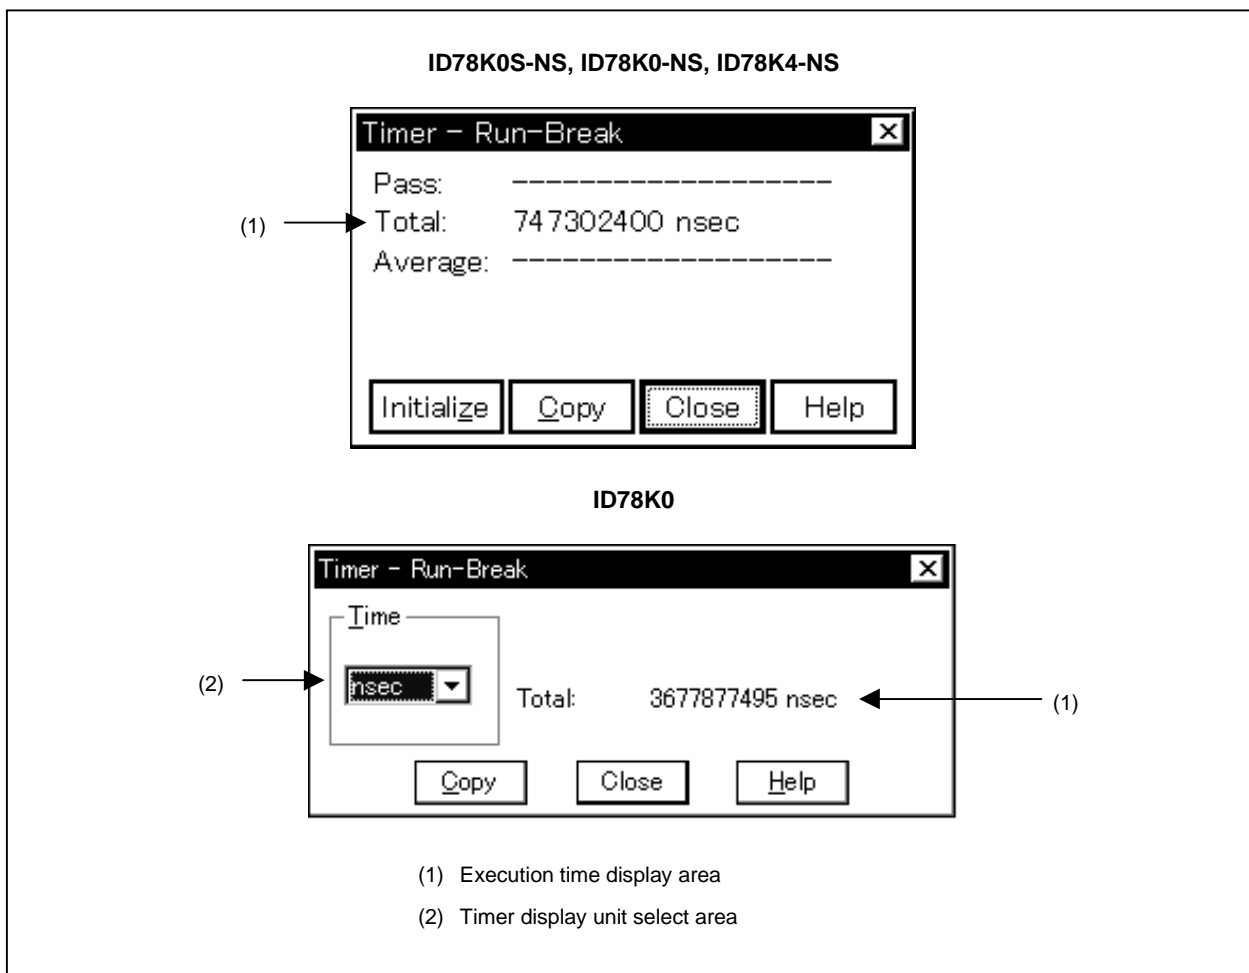 ID78K0S-NS, ID78K0-NS, ID78K4-NS
Timer - Run-Break
Pass: -------------------
(1) Total: 747302400 nsec
Average: -------------------
Initialize Copy Close Help
ID78K0
Timer - Run-Break
Time
(2) nsec Total: 3677877495 nsec (1)
Copy Close Help
(1) Execution time display area
(2) Timer display unit select area